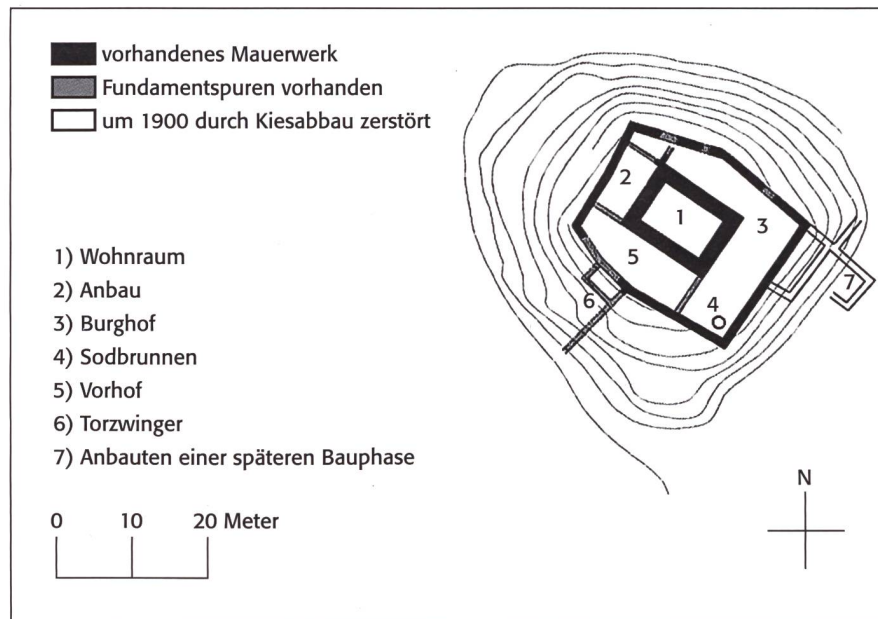 vorhandenes Mauerwerk
Fundamentspuren vorhanden
um 1900 durch Kiesabbau zerstört
1) Wohnraum
2) Anbau
3) Burghof
4) Sodbrunnen
5) Vorhof
6) Torzwinger
7) Anbauten einer späteren Bauphase
0 10 20 Meter
2
1
3
5
7
6
4
N